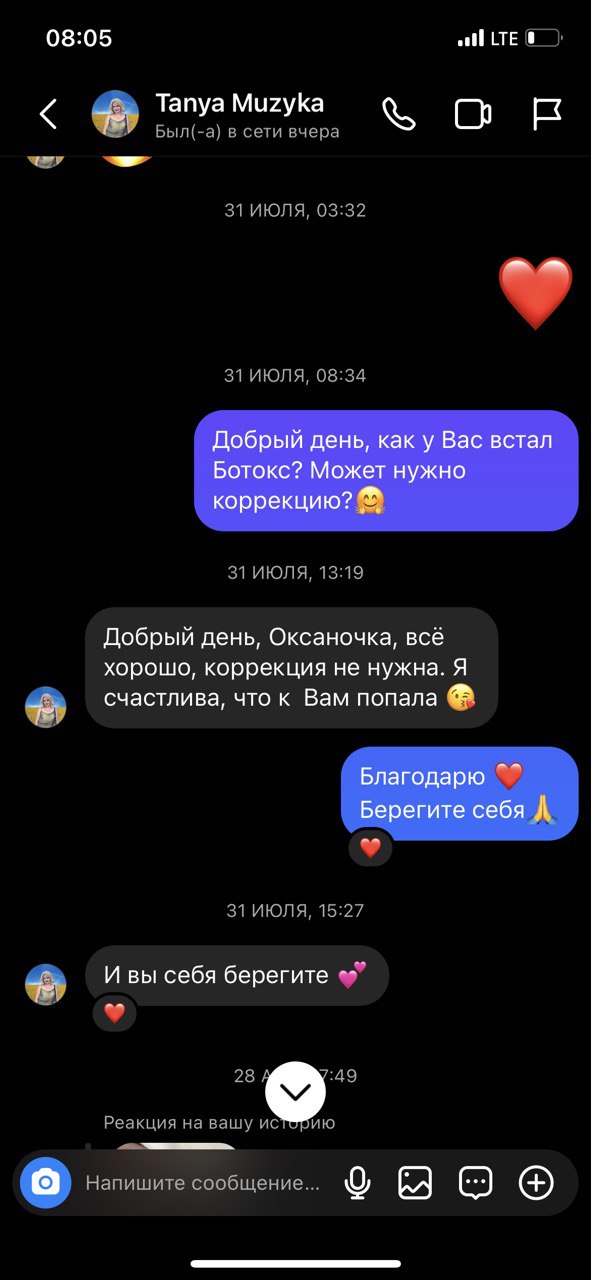 08:05
LTE
Tanya Muzyka
Был(-а) в сети вчера
31 ИЮЛЯ, 03:32
31 ИЮЛЯ, 08:34
Добрый день, как у Вас встал
Ботокс? Может нужно
коррекцию?🤗
31 ИЮЛЯ, 13:19
Добрый день, Оксаночка, всё
хорошо, коррекция не нужна. Я
счастлива, что к Вам попала 😘
Благодарю ❤️
Берегите себя🙏
31 ИЮЛЯ, 15:27
И вы себя берегите 💕
28
7:49
Реакция на вашу историю
Напишите сообщение...